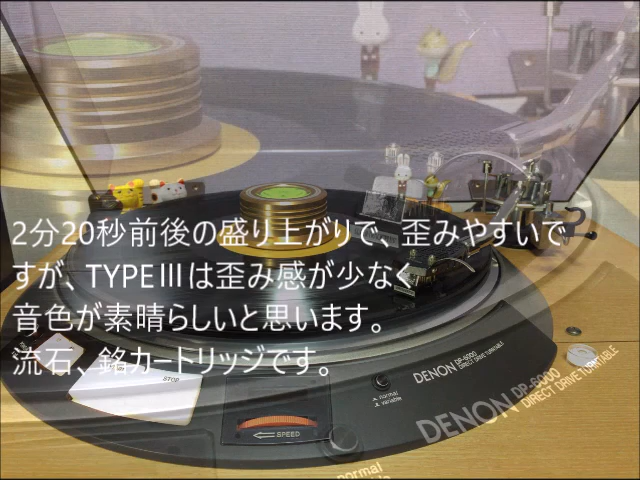 2分20秒前後の盛り上がりで、歪みやすいで
すが、TYPEⅢは歪み感が少なく
音色が素晴らしいと思います。
流石、銘カートリッジです。
STOP
DENON DP-6000
DIRECT DRIVE TURNTABLE
normal
variable
SPEED
DENON DP-6000
DIRECT DRIVE TURNTABLE
normal